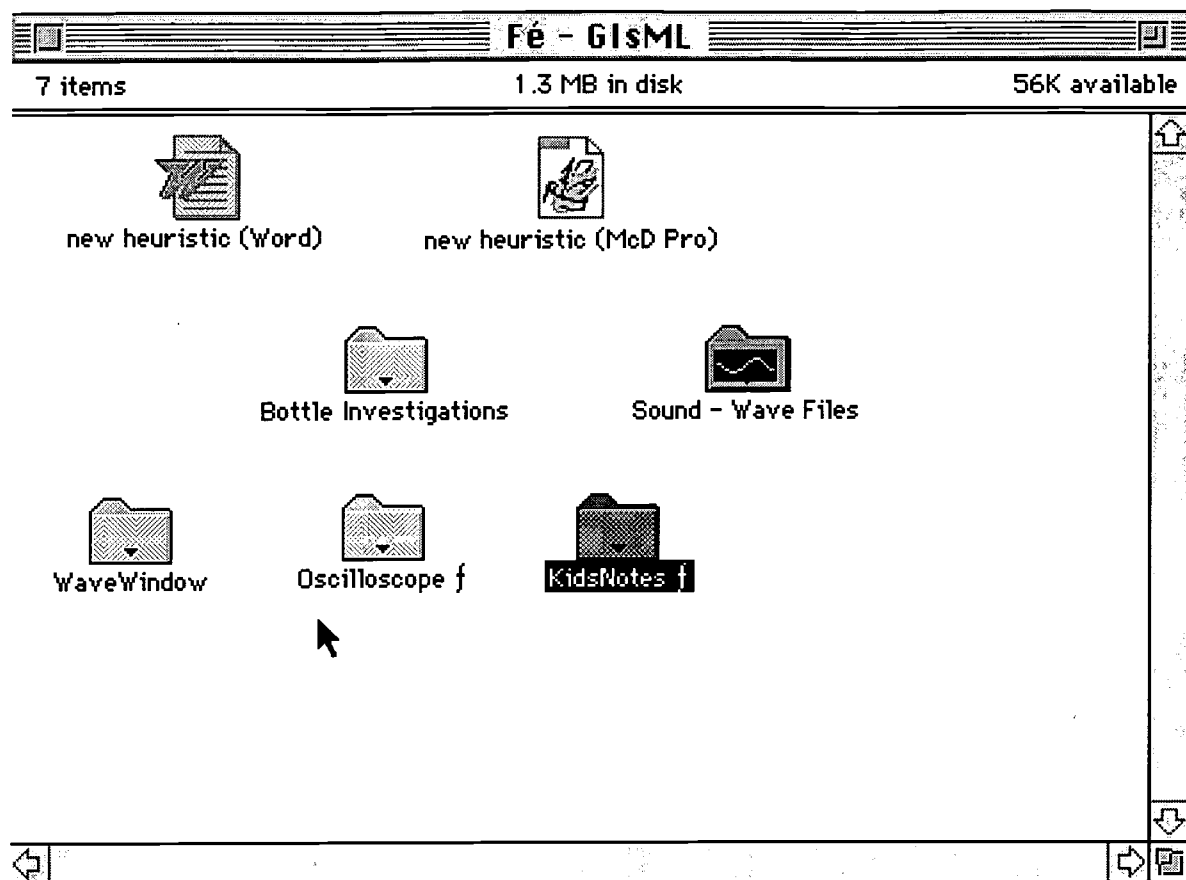 Fé - GIsML
7 items 1.3 MB in disk 56K available
new heuristic (Word) new heuristic (McD Pro)
Bottle Investigations Sound - Wave Files
WaveWindow Oscilloscope ƒ KidsNotes ƒ